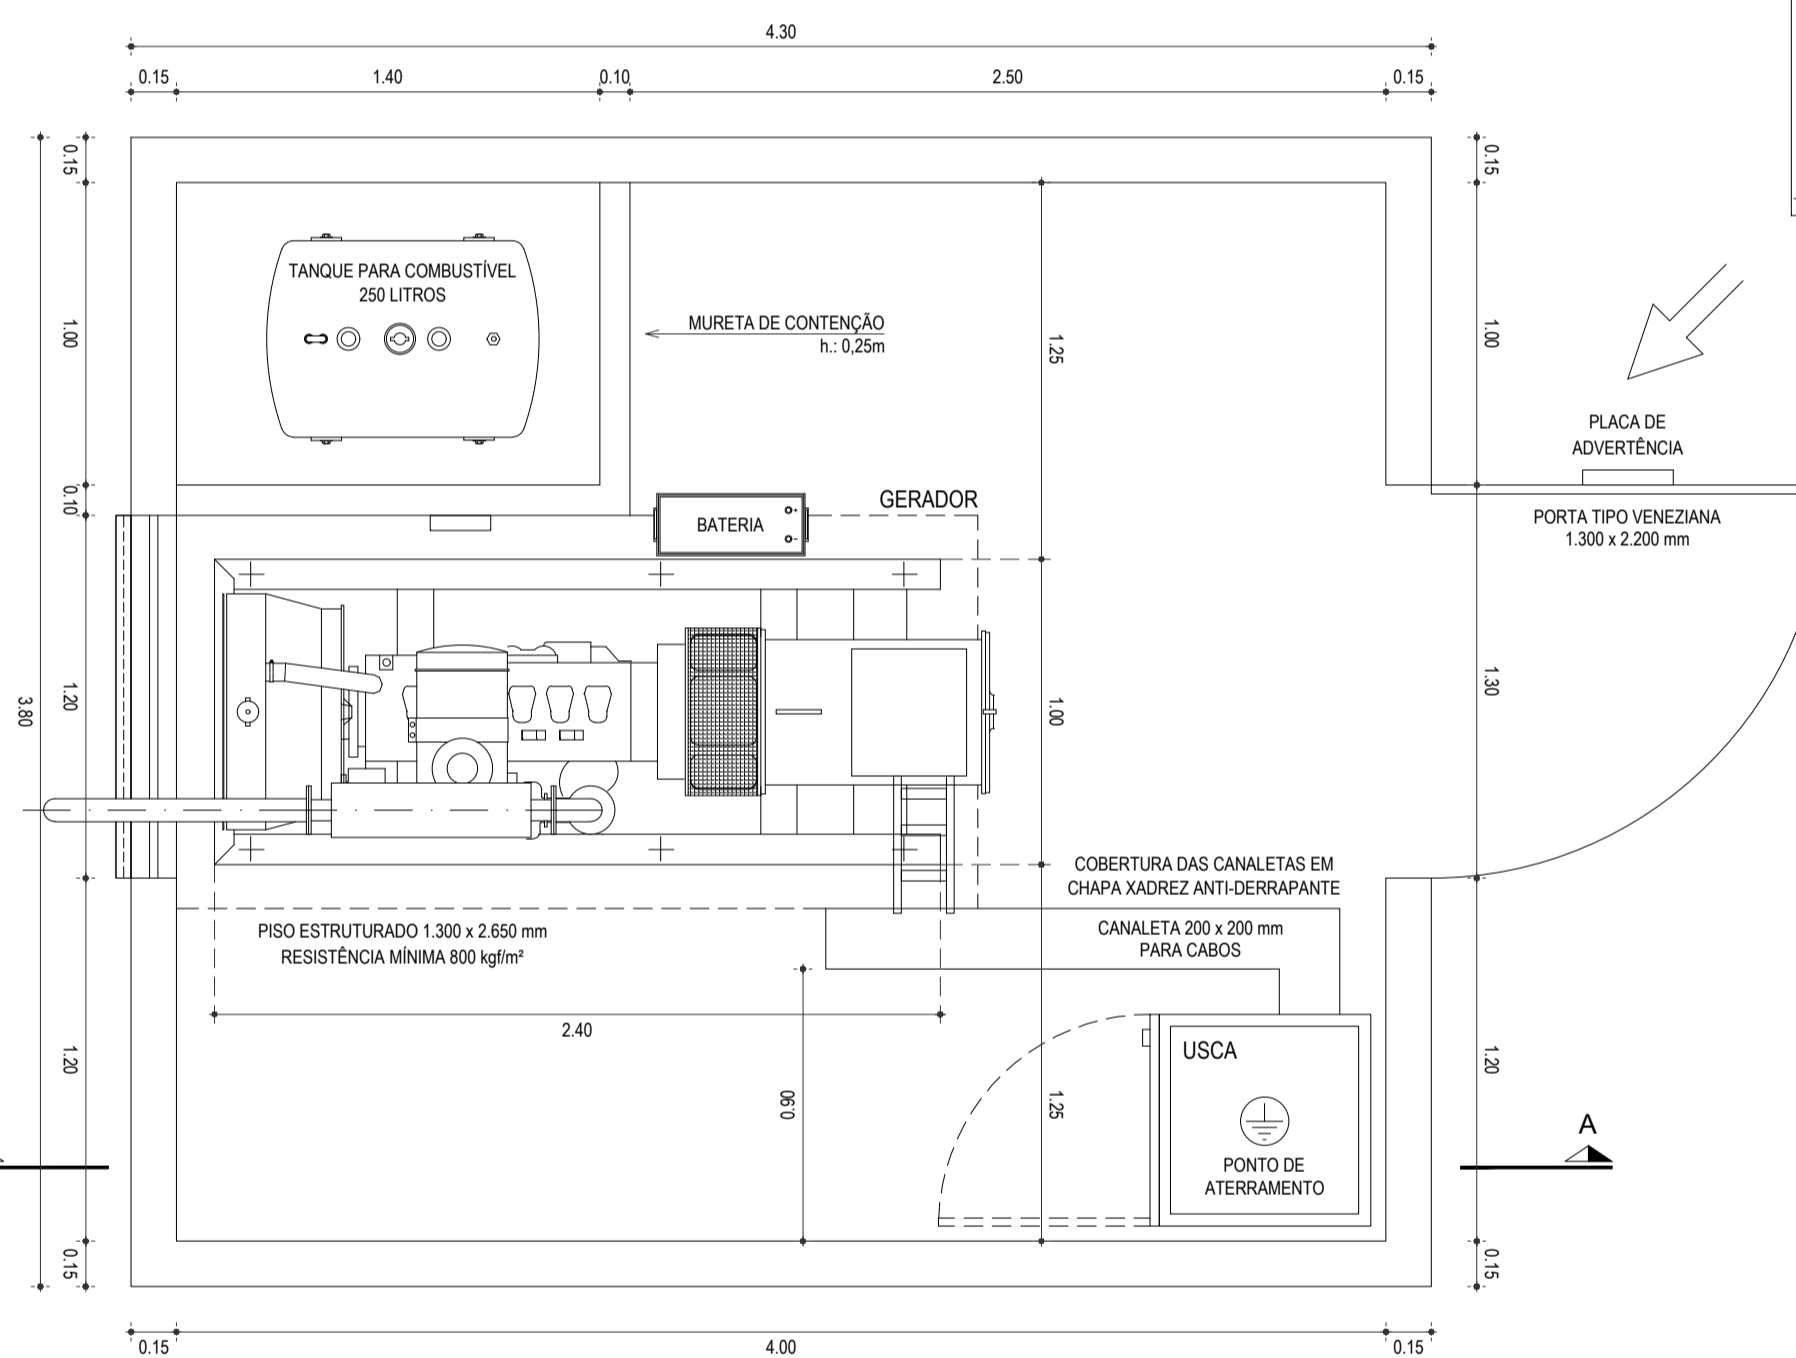 4.30
0.15
1.40
0.10
2.50
0.15
0.15
0.15
TANQUE PARA COMBUSTÍVEL
250 LITROS
1.00
MURETA DE CONTENÇÃO
h.: 0,25m
1.25
1.00
PLACA DE
ADVERTÊNCIA
0.10
BATERIA
+
-
GERADOR
PORTA TIPO VENEZIANA
1.300 x 2.200 mm
3.80
1.20
1.00
1.30
COBERTURA DAS CANALETAS EM
CHAPA XADREZ ANTI-DERRAPANTE
PISO ESTRUTURADO 1.300 x 2.650 mm
RESISTÊNCIA MÍNIMA 800 kgf/m²
CANALETA 200 x 200 mm
PARA CABOS
2.40
1.20
0.90
1.25
USCA
PONTO DE
ATERRAMENTO
1.20
A
0.15
0.15
0.15
4.00
0.15